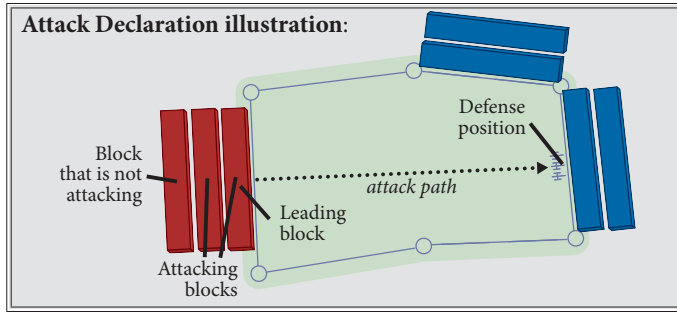 Attack Declaration illustration:
Defense
position
Block
that is not
attacking
attack path
Leading
block
Attacking
blocks